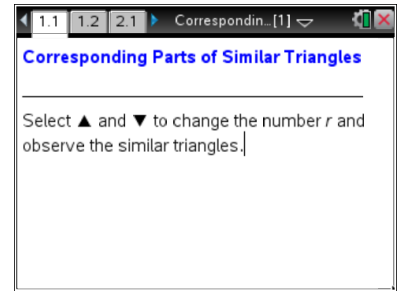 1.1 1.2 2.1 Correspondin...[1]
Corresponding Parts of Similar Triangles
Select ▲ and ▼ to change the number r and
observe the similar triangles.